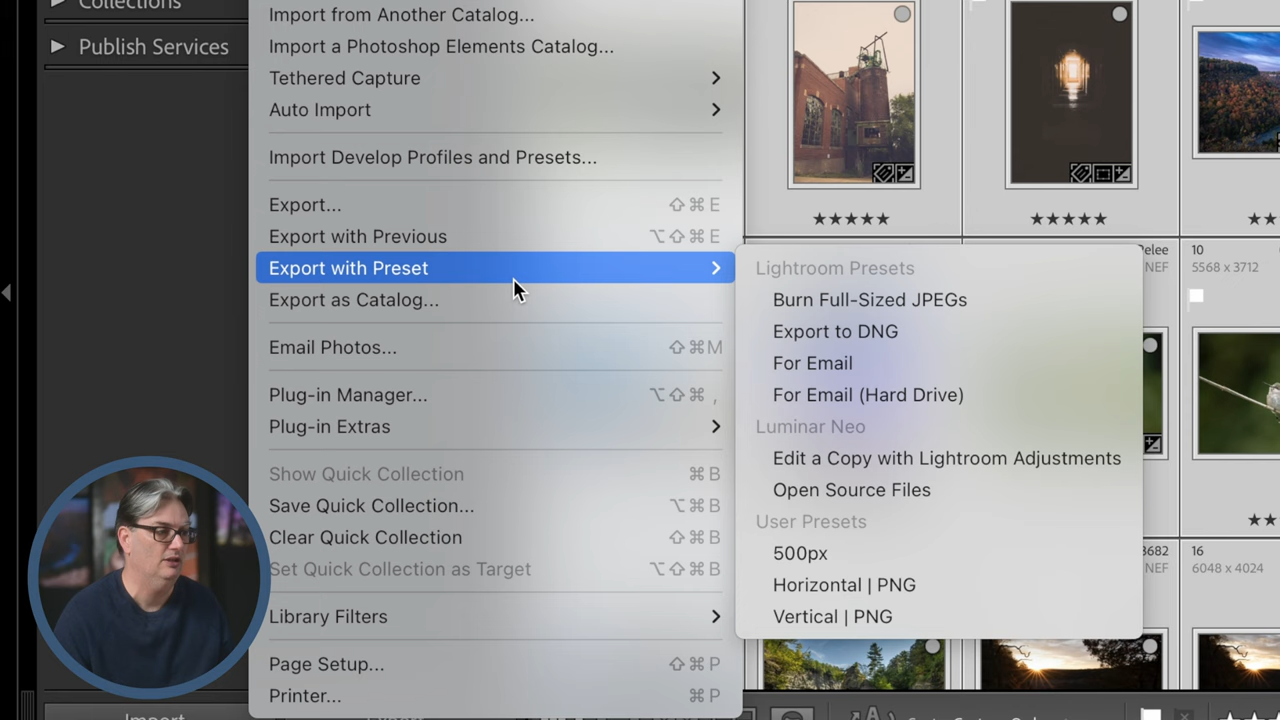 Collections
Publish Services
Import from Another Catalog...
Import a Photoshop Elements Catalog...
Tethered Capture
Auto Import
Import Develop Profiles and Presets...
Export... ⇧⌘E
Export with Previous ⌥⇧⌘E
Export with Preset
Export as Catalog...
Email Photos... ⇧⌘M
Plug-in Manager... ⌥⇧⌘,
Plug-in Extras
Show Quick Collection ⌘B
Save Quick Collection... ⌥⌘B
Clear Quick Collection ⇧⌘B
Set Quick Collection as Target ⌥⇧⌘B
Library Filters
Page Setup... ⇧⌘P
Printer... ⌘P
Lightroom Presets
Burn Full-Sized JPEGs
Export to DNG
For Email
For Email (Hard Drive)
Luminar Neo
Edit a Copy with Lightroom Adjustments
Open Source Files
User Presets
500px
Horizontal | PNG
Vertical | PNG
Pelee
NEF
10
5568 x 3712
3682
NEF
16
6048 x 4024
Import